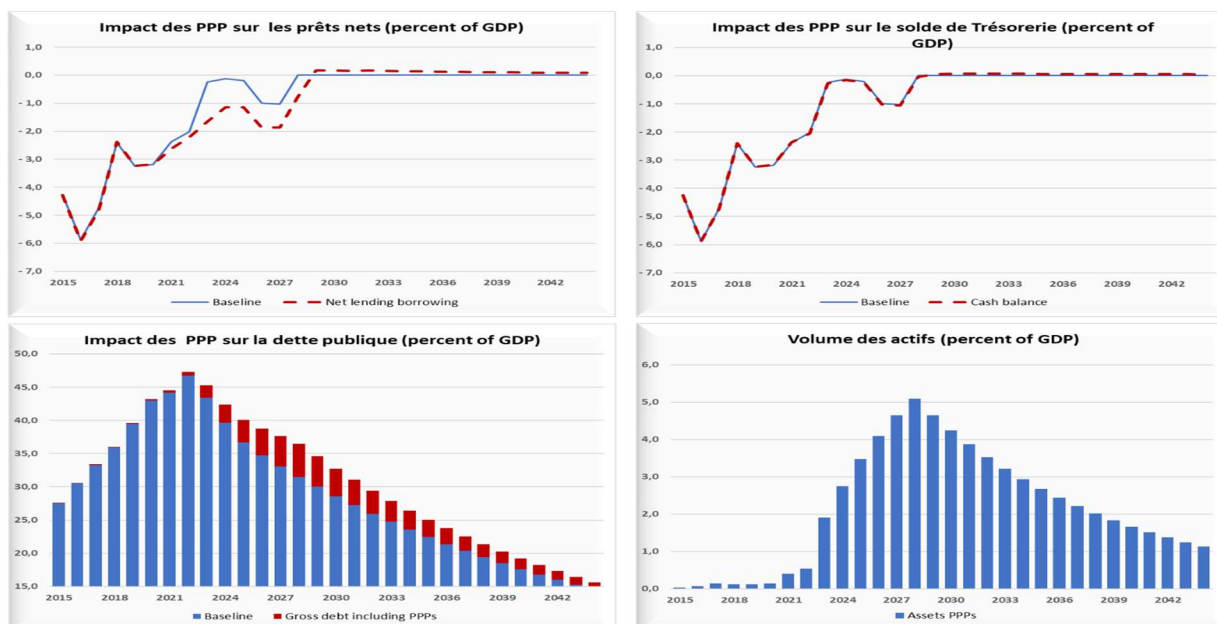 Impact des PPP sur les prêts nets (percent of GDP)
1,0
0,0
- 1,0
- 2,0
- 3,0
- 4,0
- 5,0
- 6,0
- 7,0
2015 2018 2021 2024 2027 2030 2033 2036 2039 2042
Baseline Net lending borrowing
Impact des PPP sur le solde de Trésorerie (percent of
GDP)
1,0
0,0
- 1,0
- 2,0
- 3,0
- 4,0
- 5,0
- 6,0
- 7,0
2015 2018 2021 2024 2027 2030 2033 2036 2039 2042
Baseline Cash balance
Impact des PPP sur la dette publique (percent of GDP)
50,0
45,0
40,0
35,0
30,0
25,0
20,0
15,0
2015 2018 2021 2024 2027 2030 2033 2036 2039 2042
Baseline Gross debt including PPPs
Volume des actifs (percent of GDP)
6,0
5,0
4,0
3,0
2,0
1,0
0,0
2015 2018 2021 2024 2027 2030 2033 2036 2039 2042
Assets PPPs